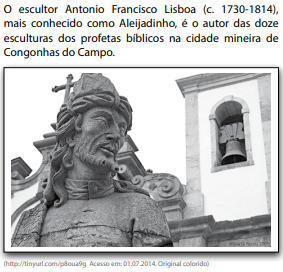 O escultor Antonio Francisco Lisboa (c. 1730-1814),
mais conhecido como Aleijadinho, é o autor das doze
esculturas dos profetas bíblicos na cidade mineira de
Congonhas do Campo.
(http://tinyurl.com/p8oua9g Acesso em: 01.07.2014. Original colorido)